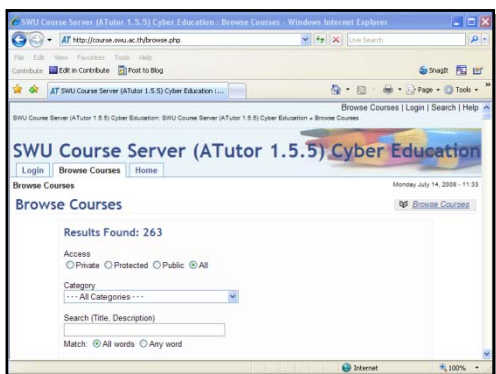 SWU Course Server (ATutor 1.5.5) Cyber Education : Browse Courses - Windows Internet Explorer
http://course.swu.ac.th/browse.php
Live Search
File Edit View Favorites Tools Help
Contribute Edit in Contribute Post to Blog
SnagIt
SWU Course Server (ATutor 1.5.5) Cyber Education : ...
Page Tools
Browse Courses | Login | Search | Help
SWU Course Server (ATutor 1.5.5) Cyber Education: SWU Course Server (ATutor 1.5.5) Cyber Education » Browse Courses
SWU Course Server (ATutor 1.5.5) Cyber Education
Login Browse Courses Home
Browse Courses
Monday July 14, 2008 - 11:33
Browse Courses
Browse Courses
Results Found: 263
Access
Private Protected Public All
Category
- - - All Categories - - -
Search (Title, Description)
Match: All words Any word
Internet
100%